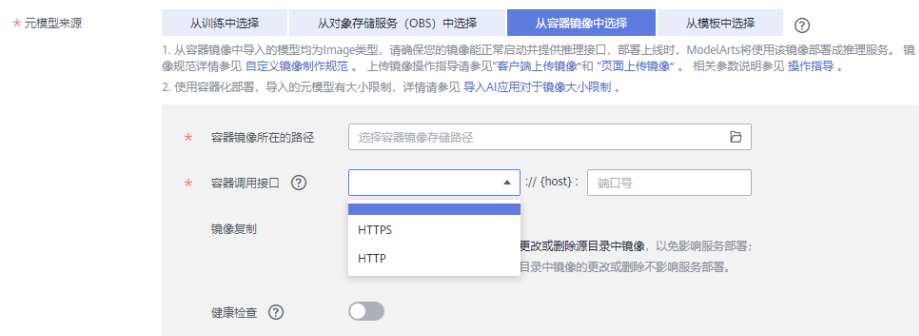 * 元模型来源
从训练中选择
从对象存储服务（OBS）中选择
从容器镜像中选择
从模板中选择
1. 从容器镜像中导入的模型均为Image类型，请确保您的镜像能正常启动并提供推理接口，部署上线时，ModelArts将使用该镜像部署成推理服务。 镜
像规范详情参见 自定义镜像制作规范 。 上传镜像操作指导请参见"客户端上传镜像"和 "页面上传镜像" 。 相关参数说明参见 操作指导 。
2. 使用容器化部署，导入的元模型有大小限制，详情请参见 导入AI应用对于镜像大小限制 。
* 容器镜像所在的路径
选择容器镜像存储路径
* 容器调用接口
:// {host} :
端口号
HTTPS
HTTP
镜像复制
更改或删除源目录中镜像，以免影响服务部署；
目录中镜像的更改或删除不影响服务部署。
健康检查